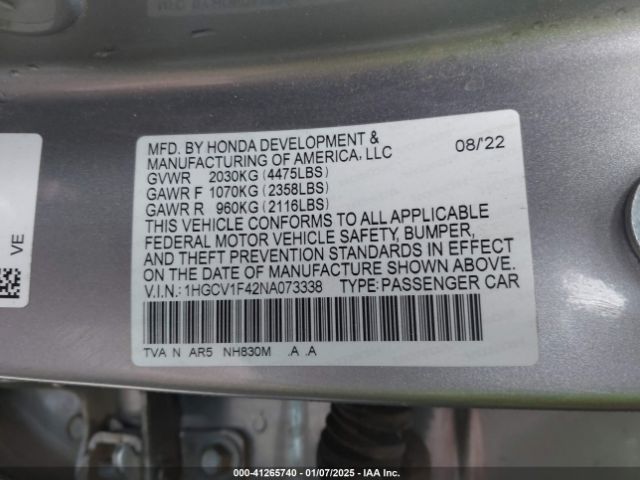 MFD. BY HONDA DEVELOPMENT &
MANUFACTURING OF AMERICA, LLC 08/'22
GVWR 2030KG (4475LBS)
GAWR F 1070KG (2358LBS)
GAWR R 960KG (2116LBS)
THIS VEHICLE CONFORMS TO ALL APPLICABLE
FEDERAL MOTOR VEHICLE SAFETY, BUMPER,
AND THEFT PREVENTION STANDARDS IN EFFECT
ON THE DATE OF MANUFACTURE SHOWN ABOVE.
V.I.N.: 1HGCV1F42NA073338 TYPE: PASSENGER CAR
TVA N AR5 NH830M .A .A
VE
000-41265740 - 01/07/2025 - IAA Inc.